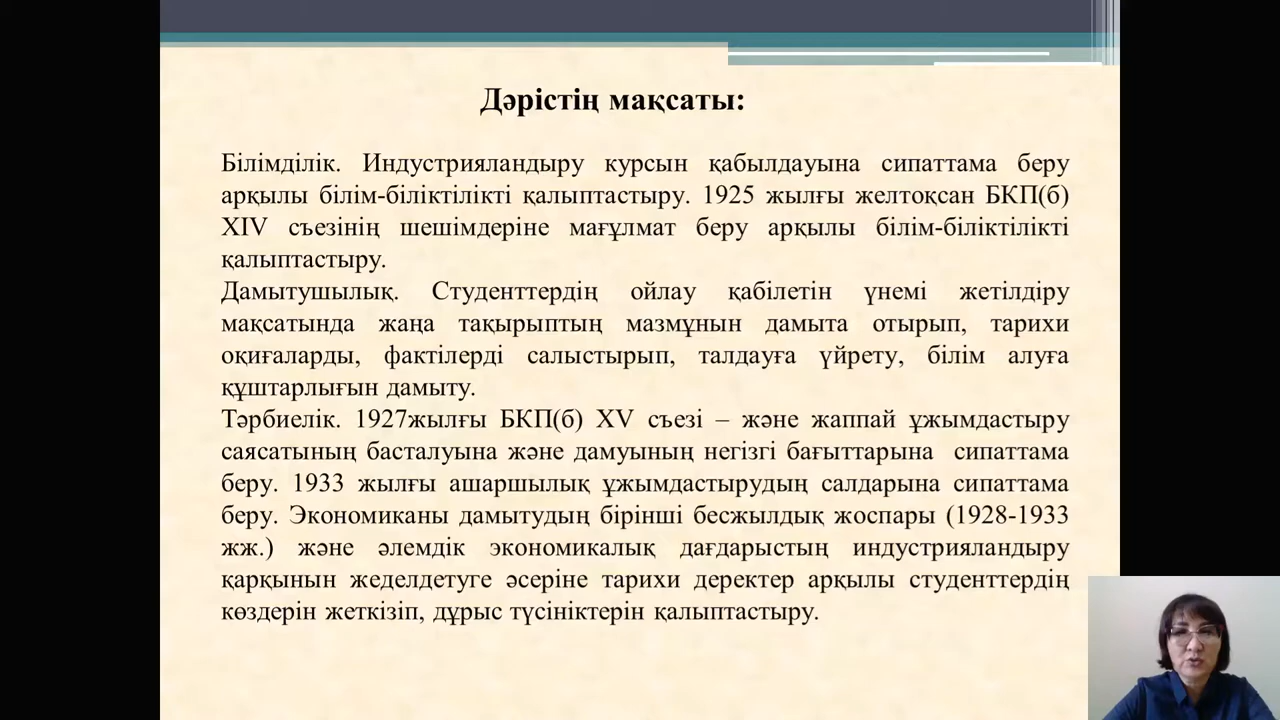 Дәрістің мақсаты:
Білімділік. Индустрияландыру курсын қабылдауына сипаттама беру
арқылы білім-біліктілікті қалыптастыру. 1925 жылғы желтоқсан БКП(б)
XIV съезінің шешімдеріне мағұлмат беру арқылы білім-біліктілікті
қалыптастыру.
Дамытушылық. Студенттердің ойлау қабілетін үнемі жетілдіру
мақсатында жаңа тақырыптың мазмұнын дамыта отырып, тарихи
оқиғаларды, фактілерді салыстырып, талдауға үйрету, білім алуға
құштарлығын дамыту.
Тәрбиелік. 1927жылғы БКП(б) XV съезі – және жаппай ұжымдастыру
саясатының басталуына және дамуының негізгі бағыттарына сипаттама
беру. 1933 жылғы ашаршылық ұжымдастырудың салдарына сипаттама
беру. Экономиканы дамытудың бірінші бесжылдық жоспары (1928-1933
жж.) және әлемдік экономикалық дағдарыстың индустрияландыру
қарқынын жеделдетуге әсеріне тарихи деректер арқылы студенттердің
көздерін жеткізіп, дұрыс түсініктерін қалыптастыру.